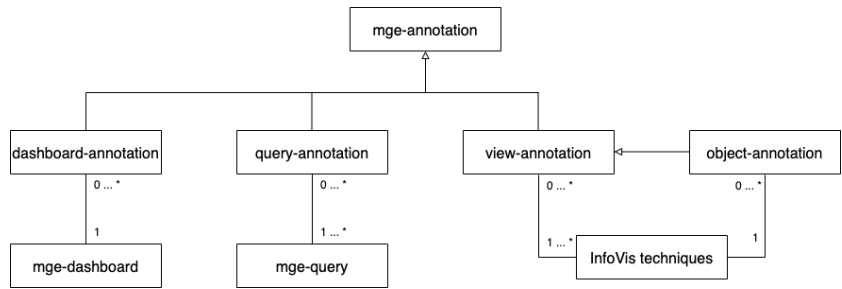 mge-annotation
dashboard-annotation
query-annotation
view-annotation
object-annotation
0 ... *
0 ... *
0 ... *
0 ... *
1
1 ... *
1 ... *
1
mge-dashboard
mge-query
InfoVis techniques